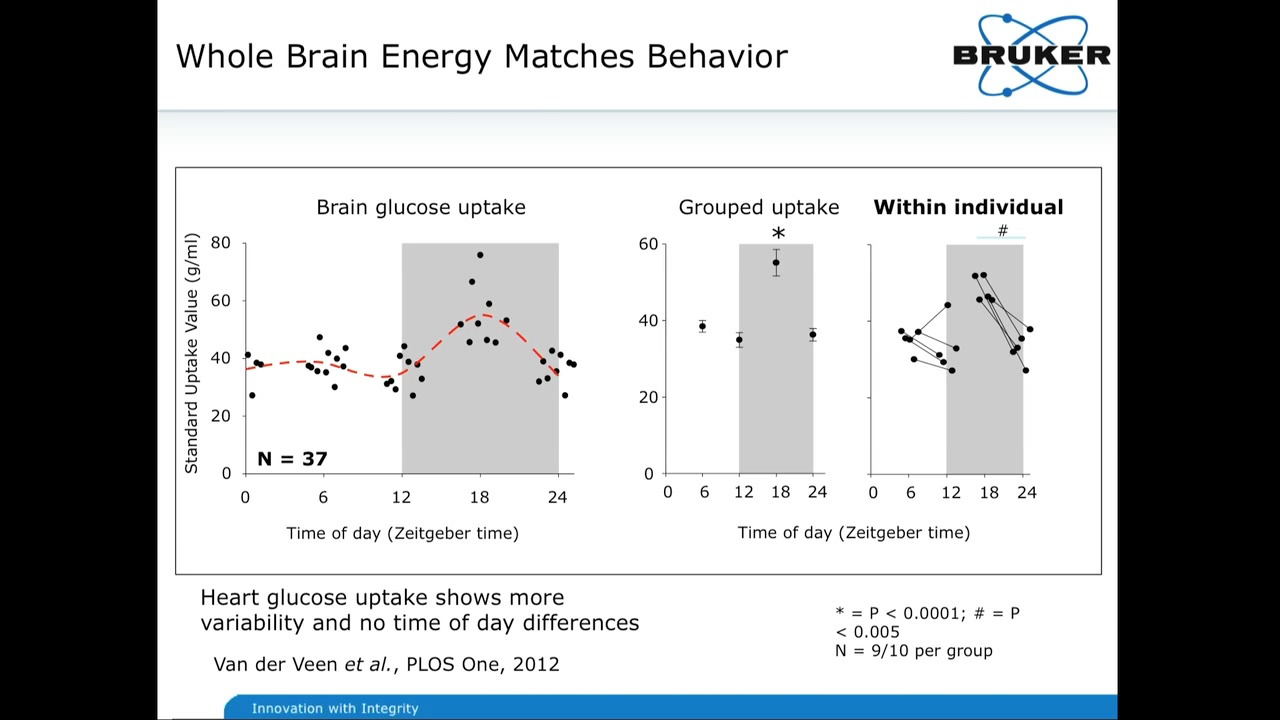 Whole Brain Energy Matches Behavior
BRUKER
Brain glucose uptake
Grouped uptake
Within individual
*
#
Standard Uptake Value (g/ml)
80
60
40
20
0
N = 37
0 6 12 18 24
Time of day (Zeitgeber time)
60
40
20
0
0 6 12 18 24
0 6 12 18 24
Time of day (Zeitgeber time)
Heart glucose uptake shows more
variability and no time of day differences
Van der Veen et al., PLOS One, 2012
* = P < 0.0001; # = P
< 0.005
N = 9/10 per group
Innovation with Integrity